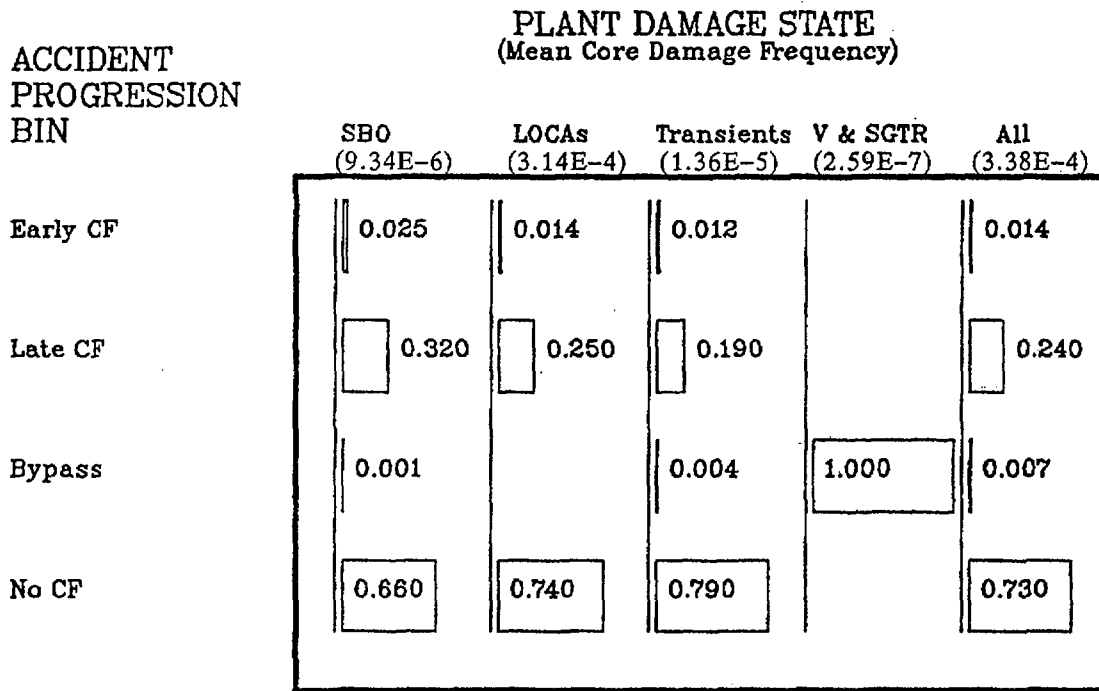 PLANT DAMAGE STATE
(Mean Core Damage Frequency)
ACCIDENT
PROGRESSION
BIN
SBO LOCAs Transients V & SGTR All
(9.34E-6) (3.14E-4) (1.36E-5) (2.59E-7) (3.38E-4)
Early CF 0.025 0.014 0.012 0.014
Late CF 0.320 0.250 0.190 0.240
Bypass 0.001 0.004 1.000 0.007
No CF 0.660 0.740 0.790 0.730